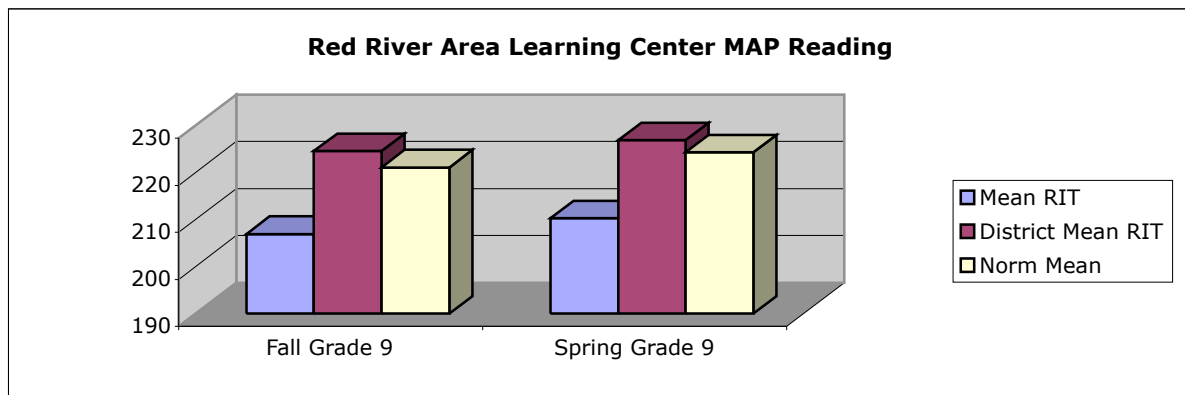 Red River Area Learning Center MAP Reading
230
220
210
200
190
Fall Grade 9
Spring Grade 9
Mean RIT
District Mean RIT
Norm Mean